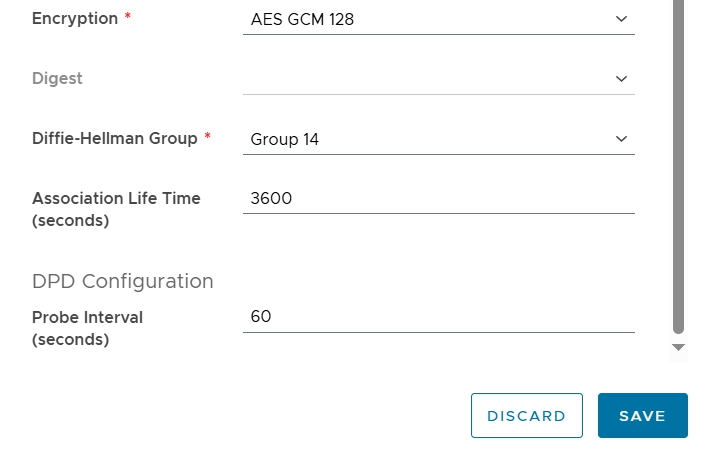 Encryption * AES GCM 128
Digest
Diffie-Hellman Group * Group 14
Association Life Time 3600
(seconds)
DPD Configuration
Probe Interval 60
(seconds)
DISCARD SAVE